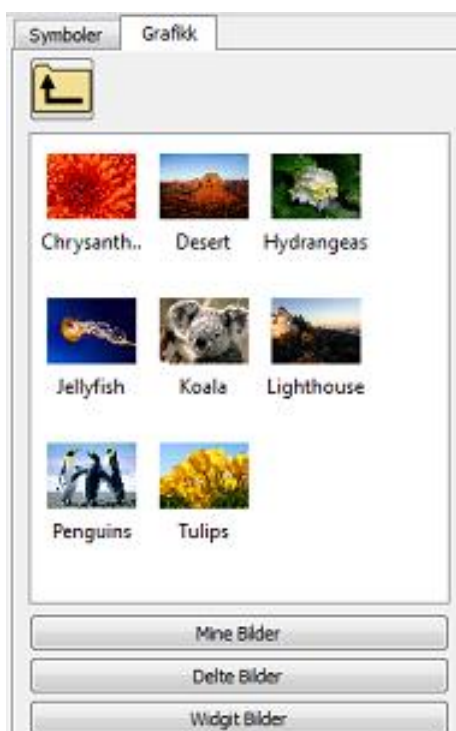 Symboler Grafikk
Chrysanth.. Desert Hydrangeas
Jellyfish Koala Lighthouse
Penguins Tulips
Mine Bilder
Delte Bilder
Widgit Bilder